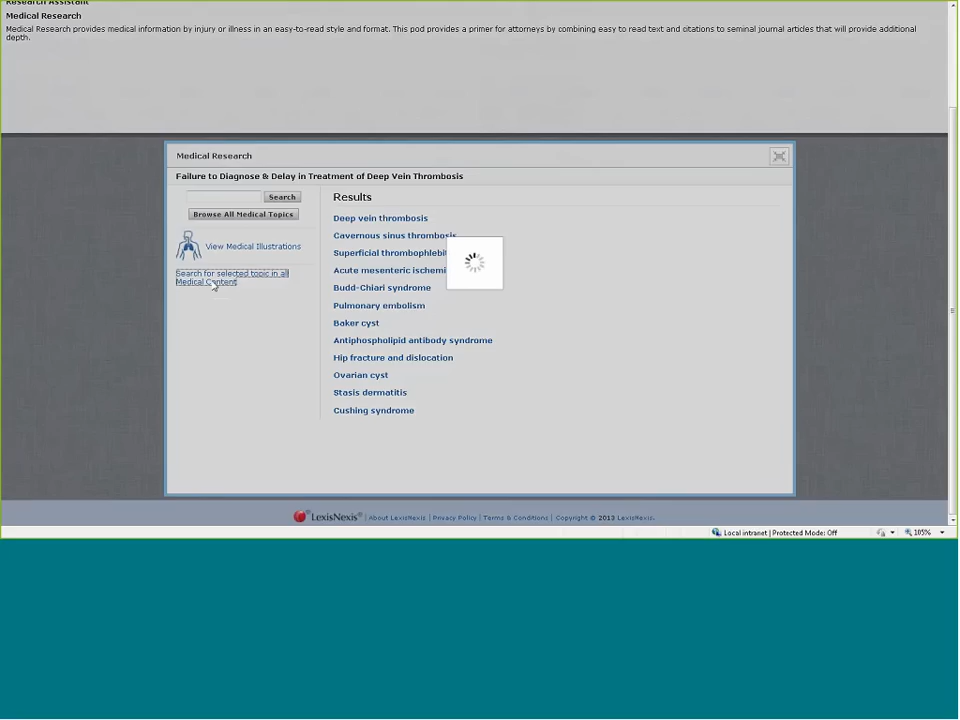 Research Assistant
Medical Research
Medical Research provides medical information by injury or illness in an easy-to-read style and format. This pod provides a primer for attorneys by combining easy to read text and citations to seminal journal articles that will provide additional
depth.
Medical Research
Failure to Diagnose & Delay in Treatment of Deep Vein Thrombosis
Search
Browse All Medical Topics
View Medical Illustrations
Search for selected topic in all
Medical Content
Results
Deep vein thrombosis
Cavernous sinus thrombosis
Superficial thrombophlebit
Acute mesenteric ischemi
Budd-Chiari syndrome
Pulmonary embolism
Baker cyst
Antiphospholipid antibody syndrome
Hip fracture and dislocation
Ovarian cyst
Stasis dermatitis
Cushing syndrome
LexisNexis® | About LexisNexis | Privacy Policy | Terms & Conditions | Copyright © 2013 LexisNexis.
Local intranet | Protected Mode: Off
105%